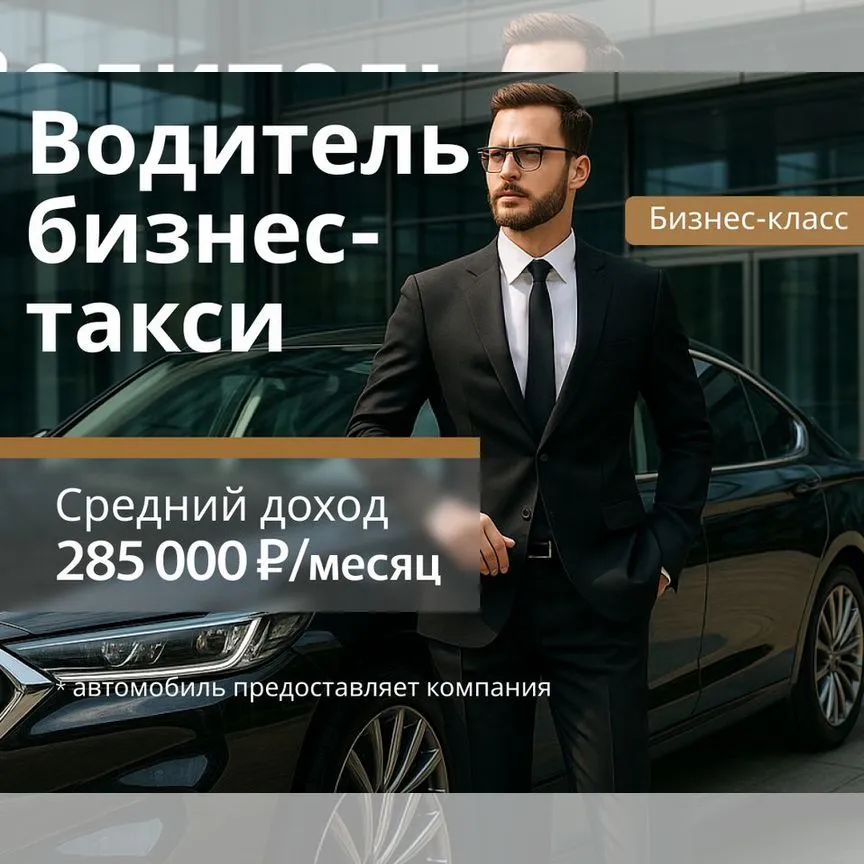 Водитель
бизнес-
такси
Бизнес-класс
Средний доход
285 000 ₽/месяц
* автомобиль предоставляет компания